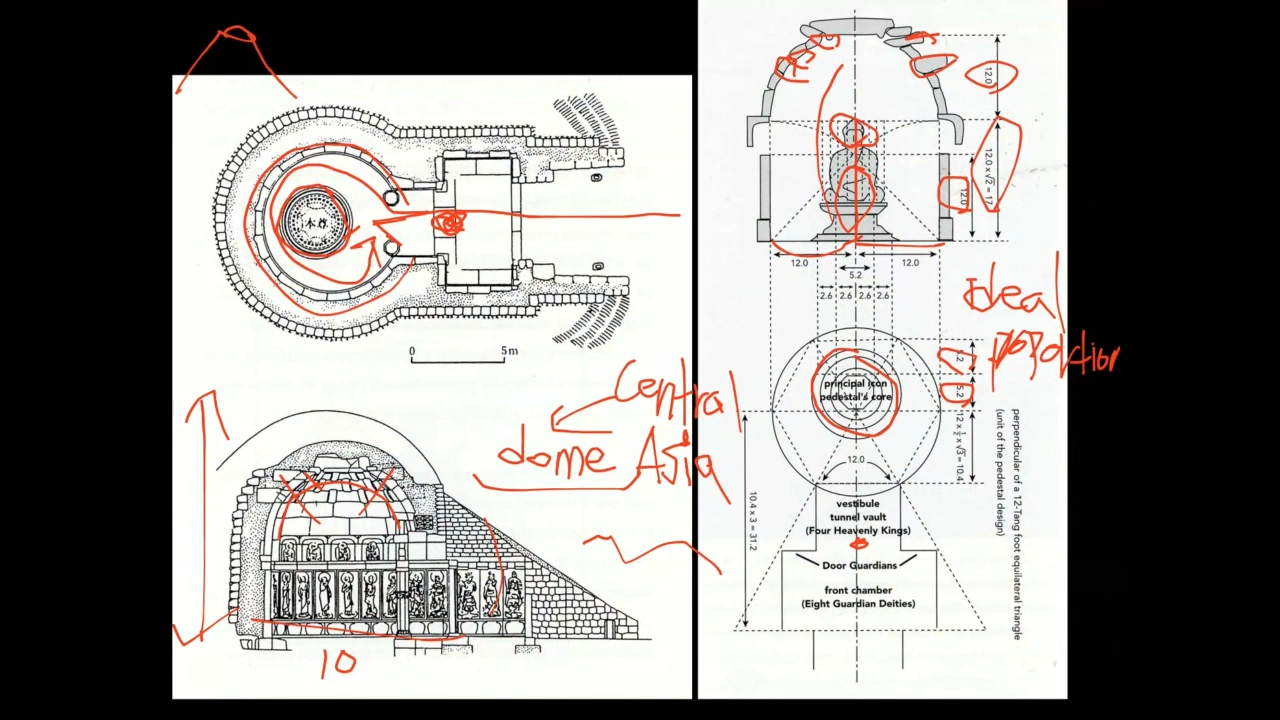 本尊
0 5m
Central
dome Asia
10
12.0
12.0 x √2 = 17
12.0
12.0
12.0
5.2
2.6 2.6 2.6 2.6
Ideal
5.2
principal icon
pedestal's core
5.2
12 x ½ x √3 = 10.4
12.0
perpendicular of a 12-Tang foot equilateral triangle
(unit of the pedestal design)
10.4 x 3 = 31.2
vestibule
tunnel vault
(Four Heavenly Kings)
Door Guardians
front chamber
(Eight Guardian Deities)